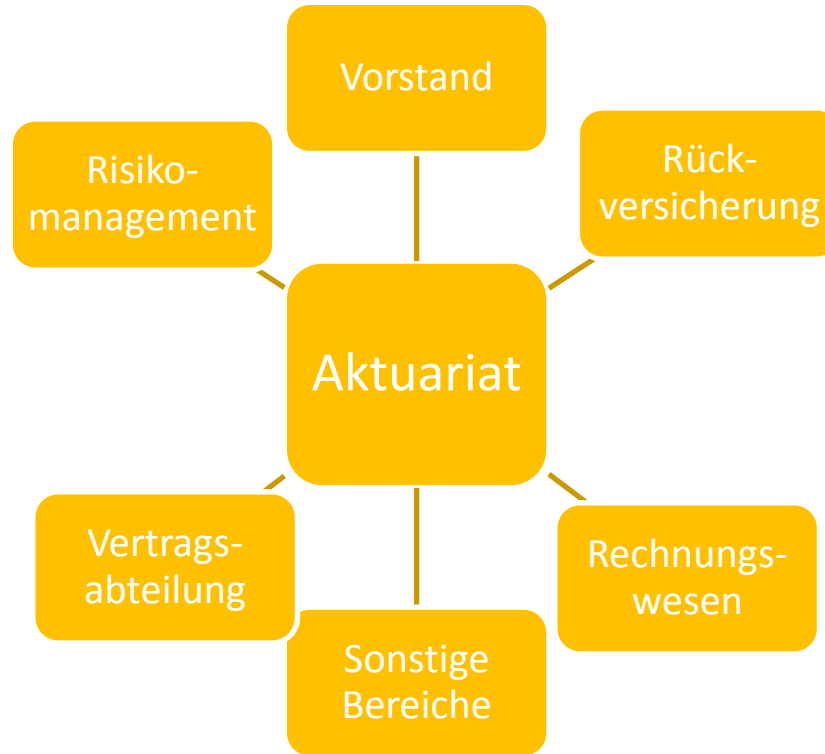 Vorstand
Risiko-
management
Rück-
versicherung
Aktuariat
Vertrags-
abteilung
Rechnungs-
wesen
Sonstige
Bereiche